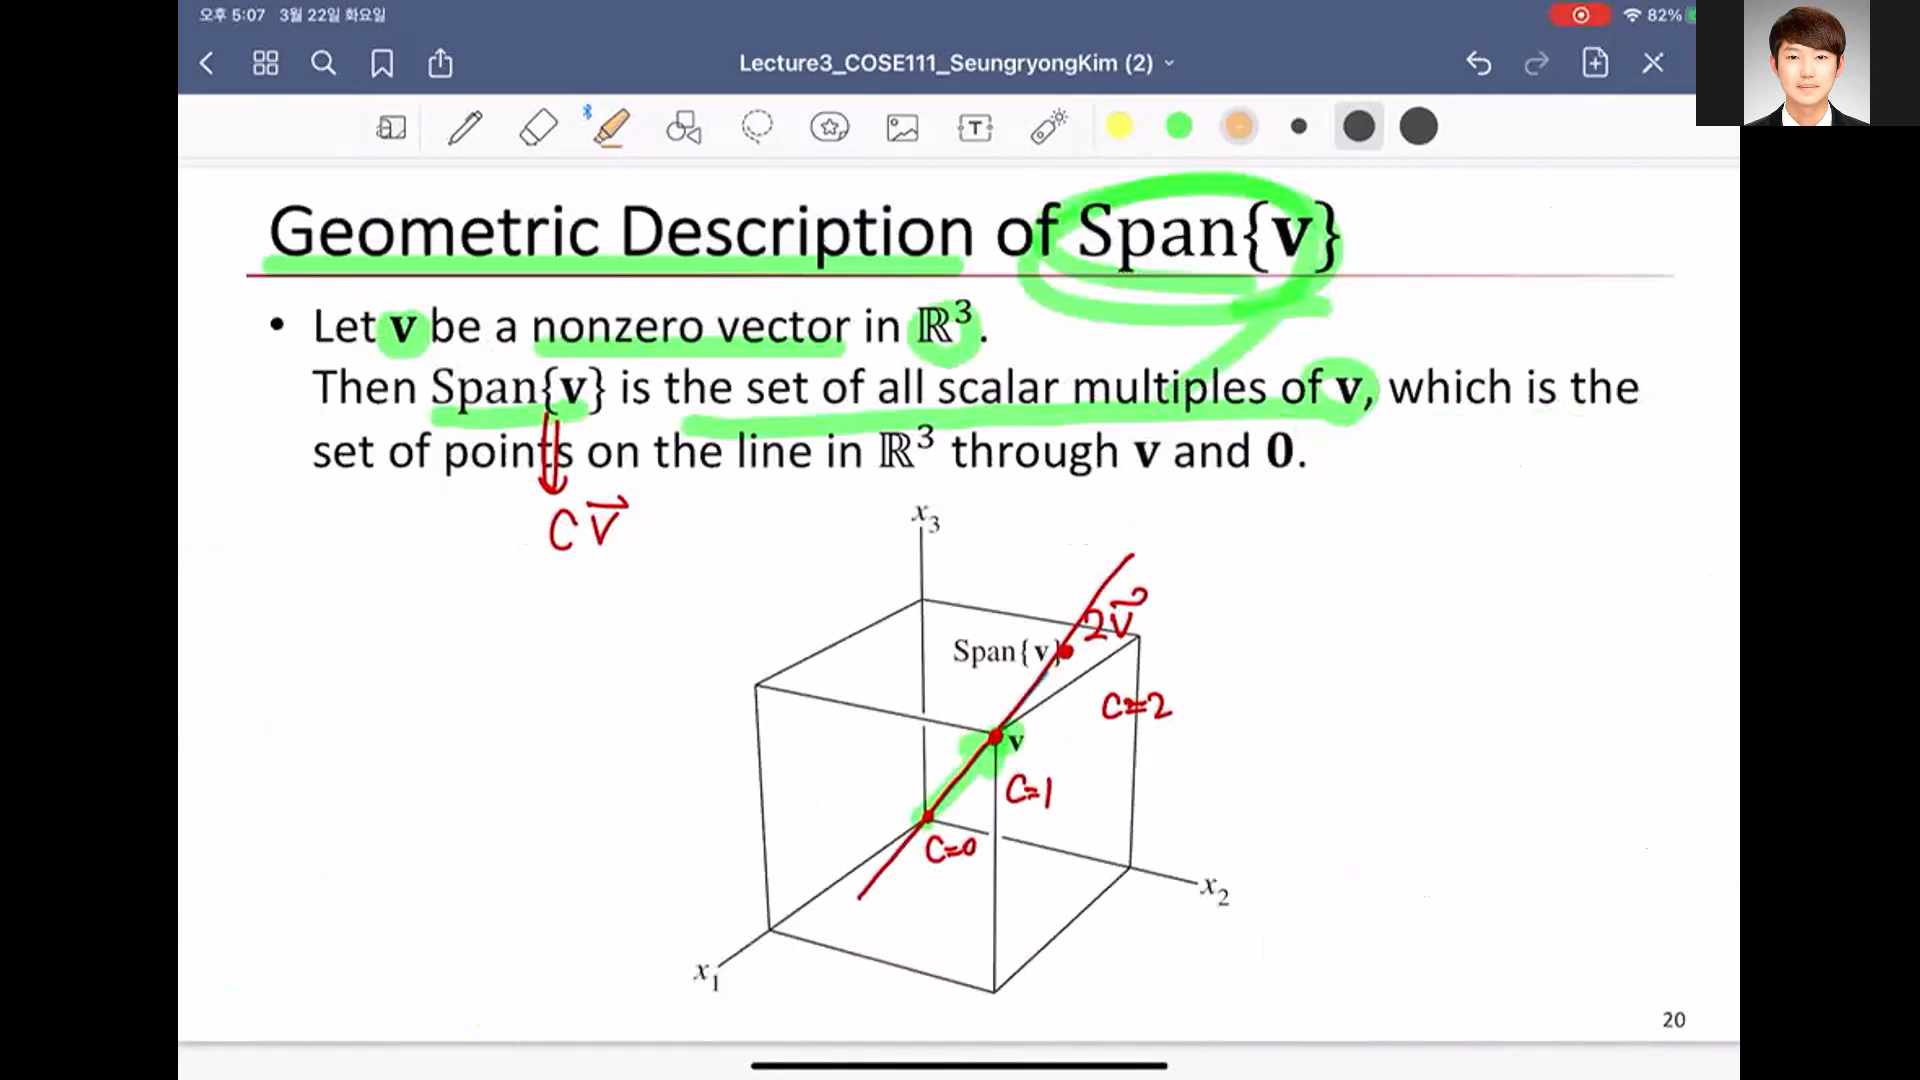 오후 5:07 3월 22일 화요일
82%
Lecture3_COSE111_SeungryongKim (2)
Geometric Description of Span{v}
• Let v be a nonzero vector in ℝ³.
Then Span{v} is the set of all scalar multiples of v, which is the
set of points on the line in ℝ³ through v and 0.
C v⃗
x₃
2v⃗
Span{v}
C=2
v
C=1
C=0
x₂
x₁
20